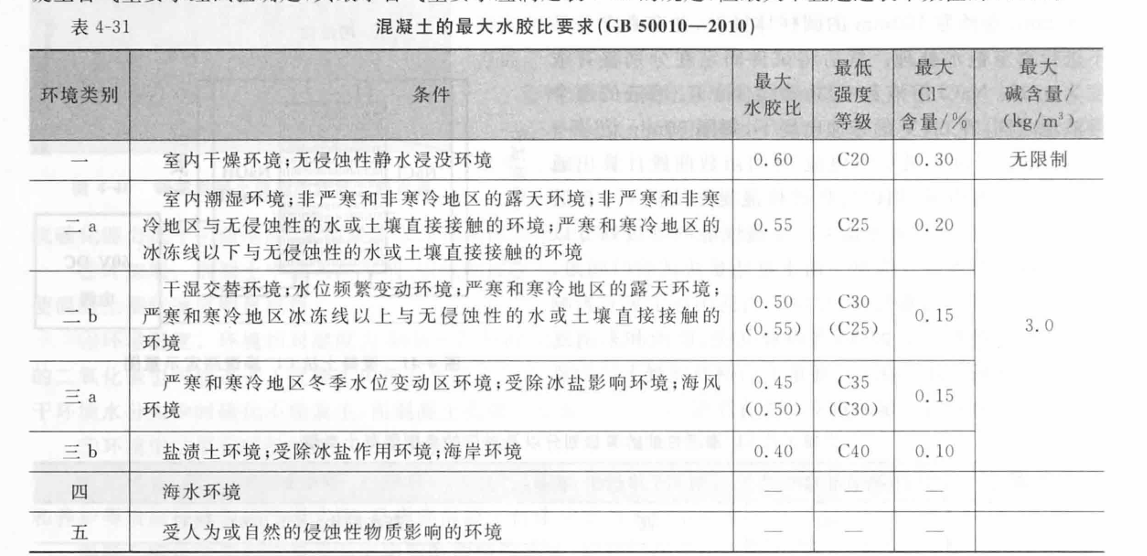 表 4-31 混凝土的最大水胶比要求(GB 50010—2010)
环境类别 条件 最大水胶比 最低强度等级 最大Cl⁻含量/% 最大碱含量/(kg/m³)
一 室内干燥环境;无侵蚀性静水浸没环境 0.60 C20 0.30 无限制
室内潮湿环境;非严寒和非寒冷地区的露天环境;非严寒和非寒
二 a 冷地区与无侵蚀性的水或土壤直接接触的环境;严寒和寒冷地区的 0.55 C25 0.20
冰冻线以下与无侵蚀性的水或土壤直接接触的环境
干湿交替环境;水位频繁变动环境;严寒和寒冷地区的露天环境; 0.50 C30
二 b 严寒和寒冷地区冰冻线以上与无侵蚀性的水或土壤直接接触的 (0.55) (C25) 0.15 3.0
环境
严寒和寒冷地区冬季水位变动区环境;受除冰盐影响环境;海风 0.45 C35
三 a 环境 (0.50) (C30) 0.15
三 b 盐渍土环境;受除冰盐作用环境;海岸环境 0.40 C40 0.10
四 海水环境 — — —
五 受人为或自然的侵蚀性物质影响的环境 — — —